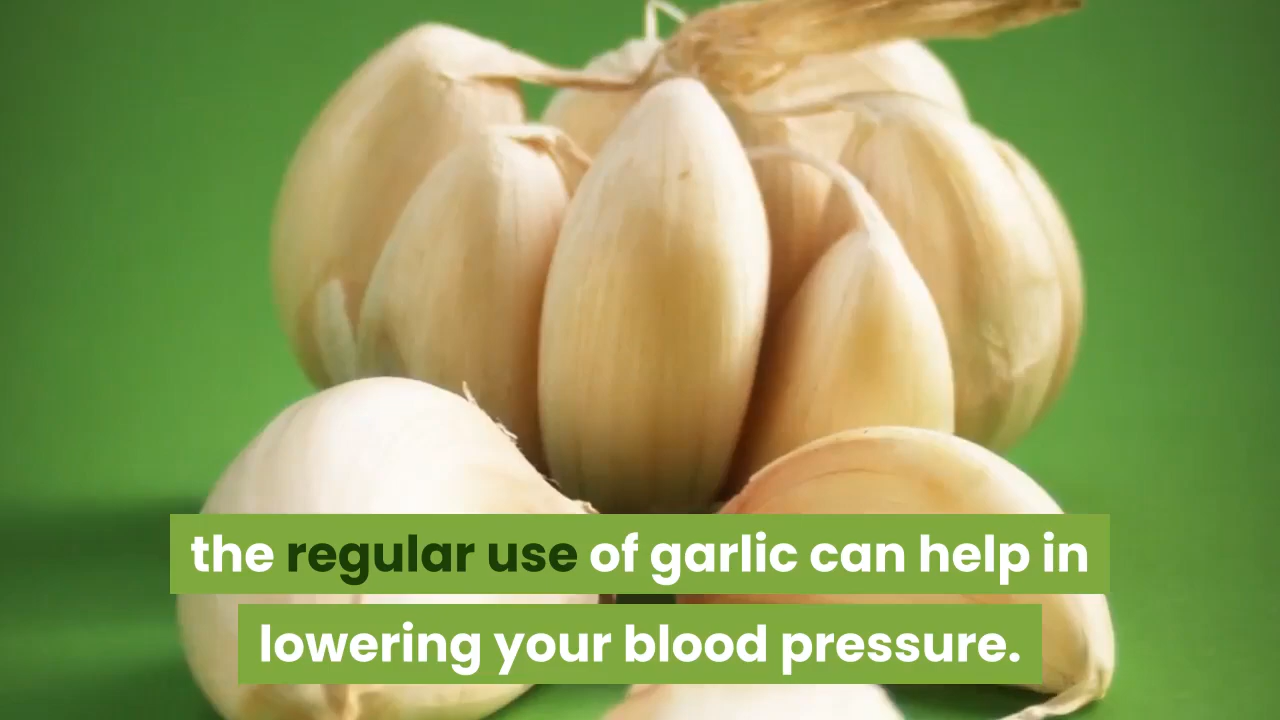 the regular use of garlic can help in
lowering your blood pressure.